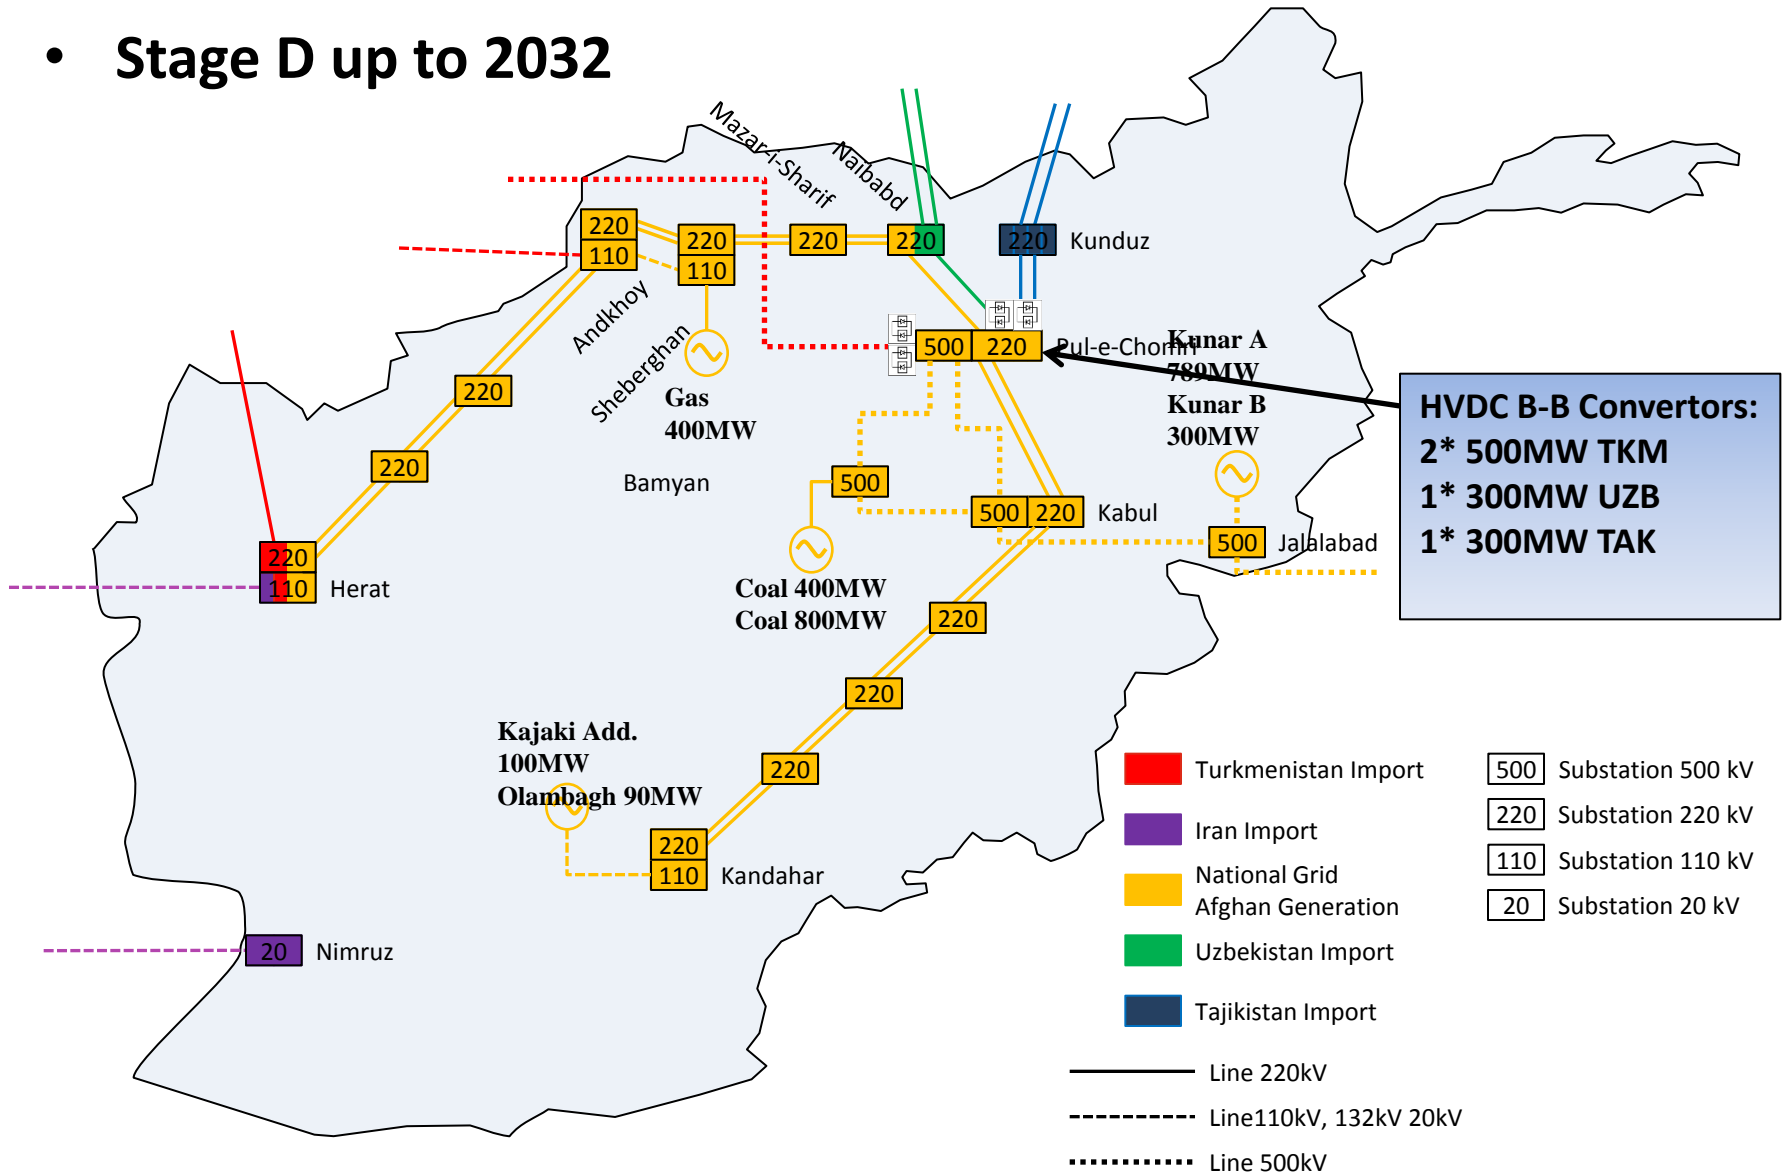 • Stage D up to 2032
Mazar-i-Sharif
Naibabd
220
110
220
110
220
220
220
Kunduz
Andkhoy
Sheberghan
500
220
Pul-e-Chomri
Kunar A
789MW
Kunar B
300MW
Gas
400MW
220
220
HVDC B-B Convertors:
2* 500MW TKM
1* 300MW UZB
1* 300MW TAK
Bamyan
500
500
220
Kabul
500
Jalalabad
220
110
Herat
Coal 400MW
Coal 800MW
220
220
220
Kajaki Add.
100MW
Olambagh 90MW
220
110
Kandahar
20
Nimruz
Turkmenistan Import
Iran Import
National Grid
Afghan Generation
Uzbekistan Import
Tajikistan Import
500 Substation 500 kV
220 Substation 220 kV
110 Substation 110 kV
20 Substation 20 kV
Line 220kV
Line110kV, 132kV 20kV
Line 500kV